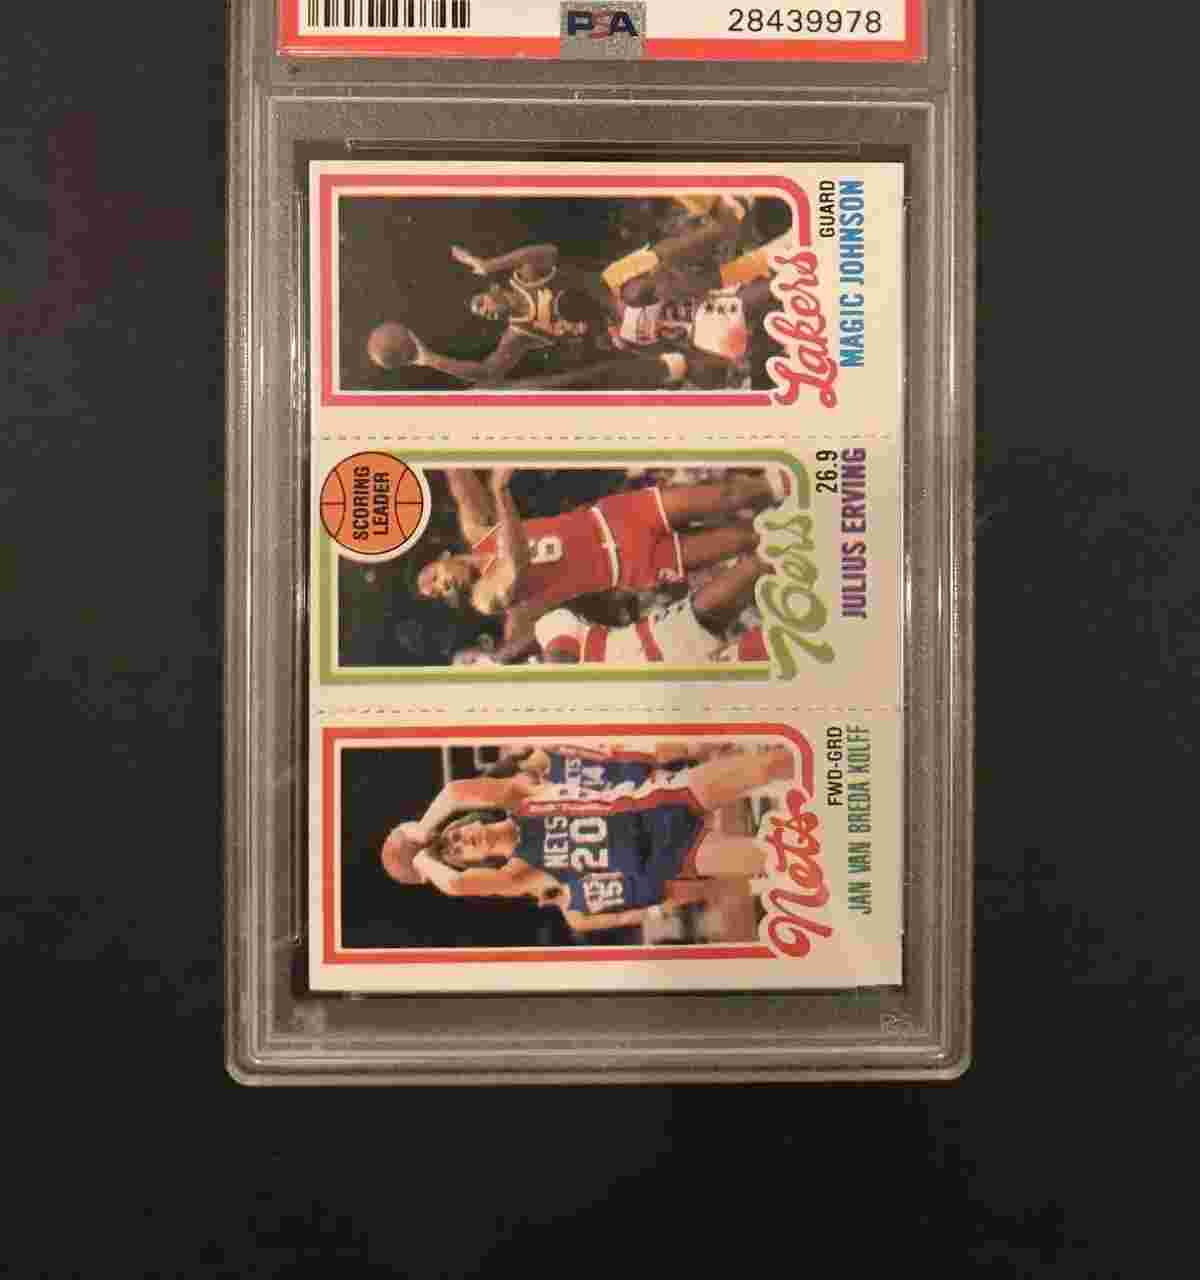 PSA
28439978
Lakers
GUARD
MAGIC JOHNSON
SCORING
LEADER
6
76ers
26.9
JULIUS ERVING
NETS
20
Nets
FWD-GRD
JAN VAN BREDA KOLFF